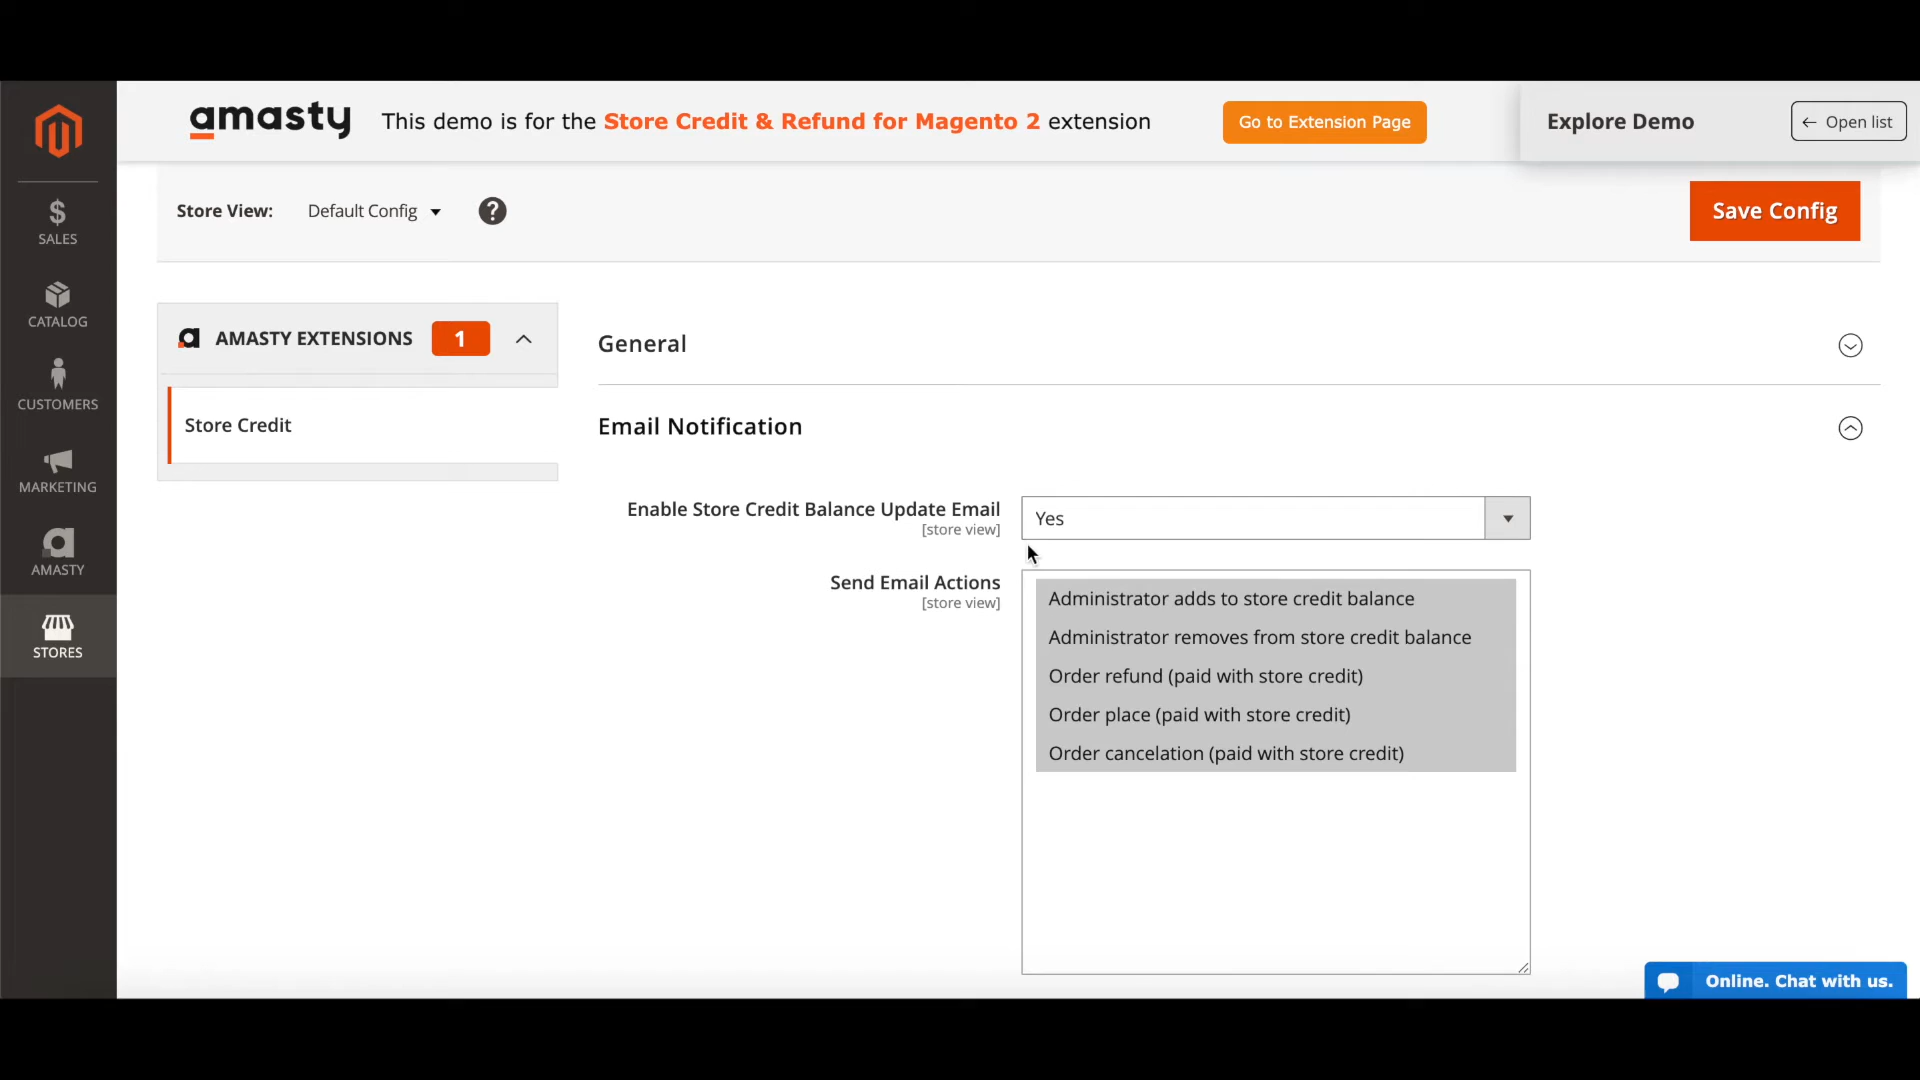 amasty
This demo is for the Store Credit & Refund for Magento 2 extension
Go to Extension Page
Explore Demo
← Open list
Store View:
Default Config
?
Save Config
SALES
CATALOG
CUSTOMERS
MARKETING
AMASTY
STORES
AMASTY EXTENSIONS 1
Store Credit
General
Email Notification
Enable Store Credit Balance Update Email
[store view]
Yes
Send Email Actions
[store view]
Administrator adds to store credit balance
Administrator removes from store credit balance
Order refund (paid with store credit)
Order place (paid with store credit)
Order cancelation (paid with store credit)
Online. Chat with us.